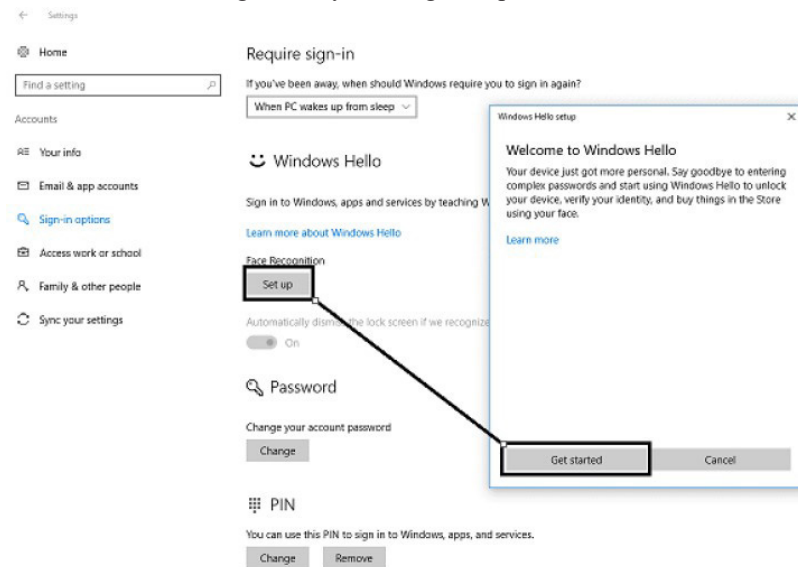 Settings
Home
Find a setting
Accounts
Your info
Email & app accounts
Sign-in options
Access work or school
Family & other people
Sync your settings
Require sign-in
If you've been away, when should Windows require you to sign in again?
When PC wakes up from sleep
Windows Hello
Sign in to Windows, apps and services by teaching W
Learn more about Windows Hello
Face Recognition
Set up
Automatically dismiss the lock screen if we recognize
On
Password
Change your account password
Change
PIN
You can use this PIN to sign in to Windows, apps, and services.
Change Remove
Windows Hello setup
Welcome to Windows Hello
Your device just got more personal. Say goodbye to entering
complex passwords and start using Windows Hello to unlock
your device, verify your identity, and buy things in the Store
using your face.
Learn more
Get started Cancel